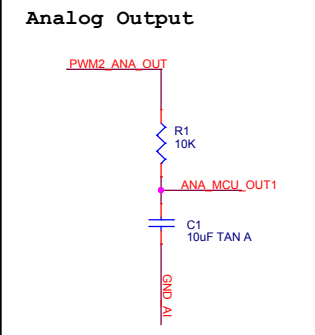 Analog Output
PWM2_ANA_OUT
R1
10K
ANA_MCU_OUT1
C1
10uF TAN A
GND_AI